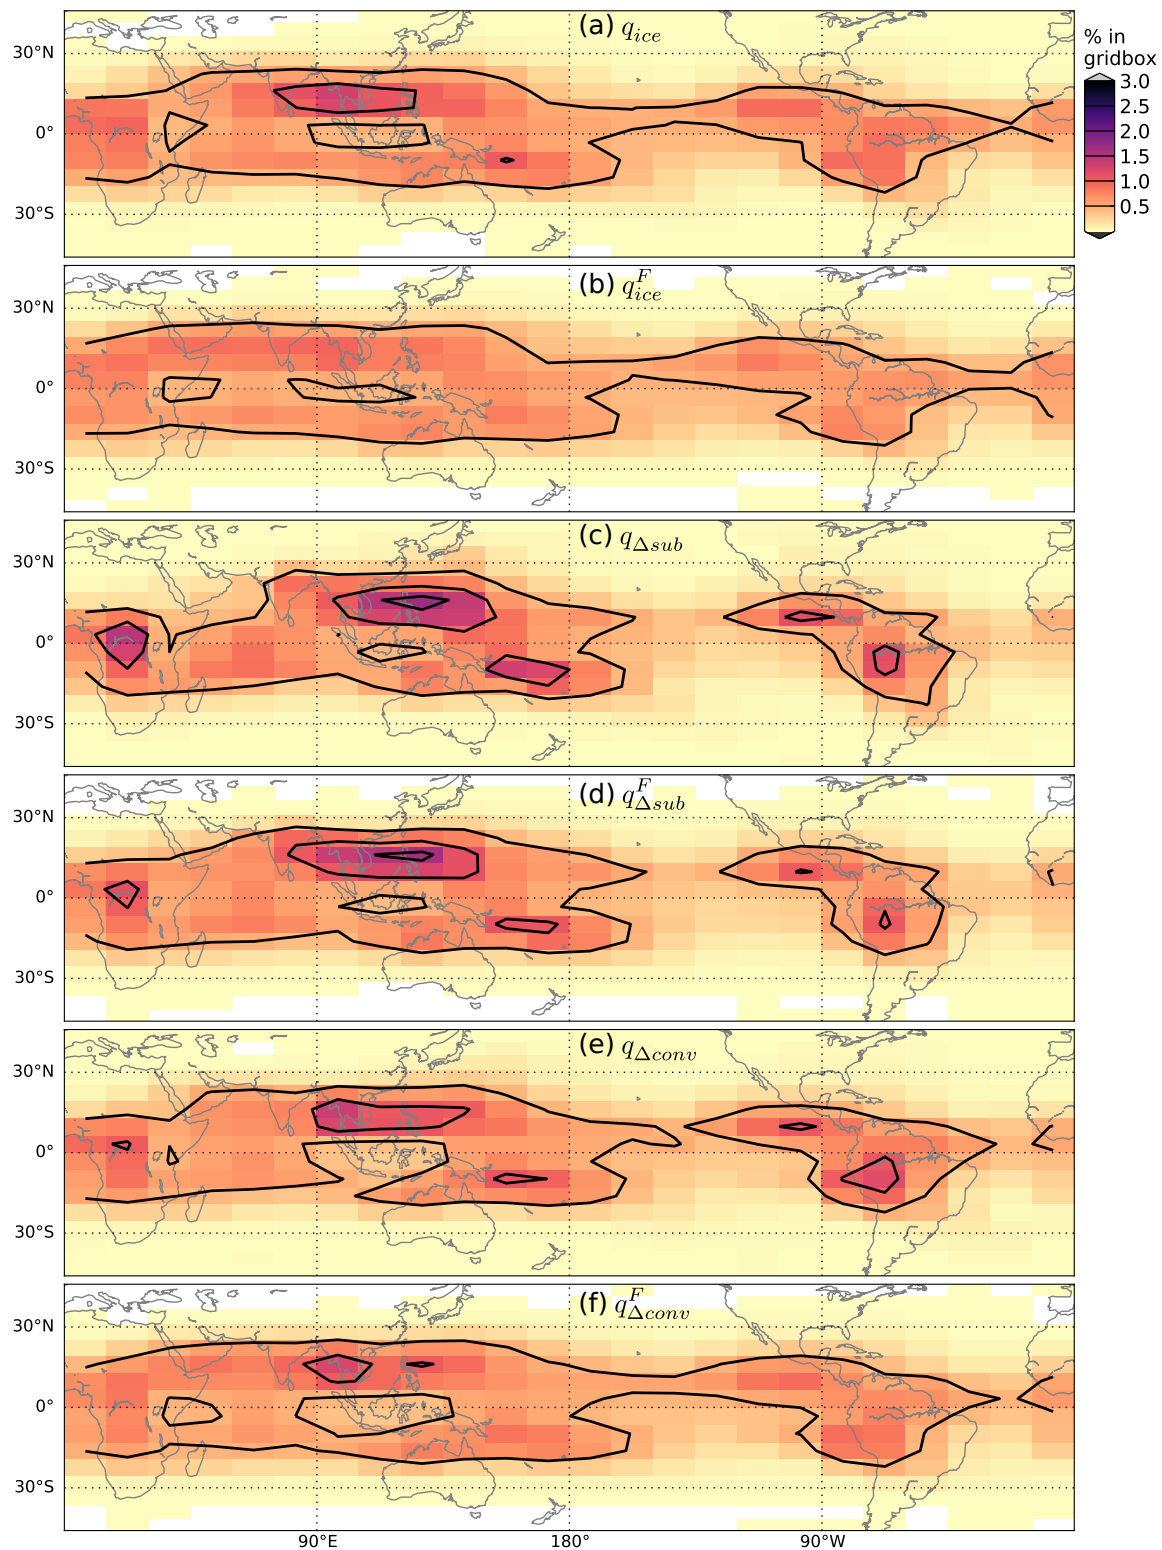 (a) q_ice
% in
gridbox
3.0
2.5
2.0
1.5
1.0
0.5
30°N
0°
30°S
(b) q^F_ice
30°N
0°
30°S
(c) q_Δsub
30°N
0°
30°S
(d) q^F_Δsub
30°N
0°
30°S
(e) q_Δconv
30°N
0°
30°S
(f) q^F_Δconv
30°N
0°
30°S
90°E 180° 90°W